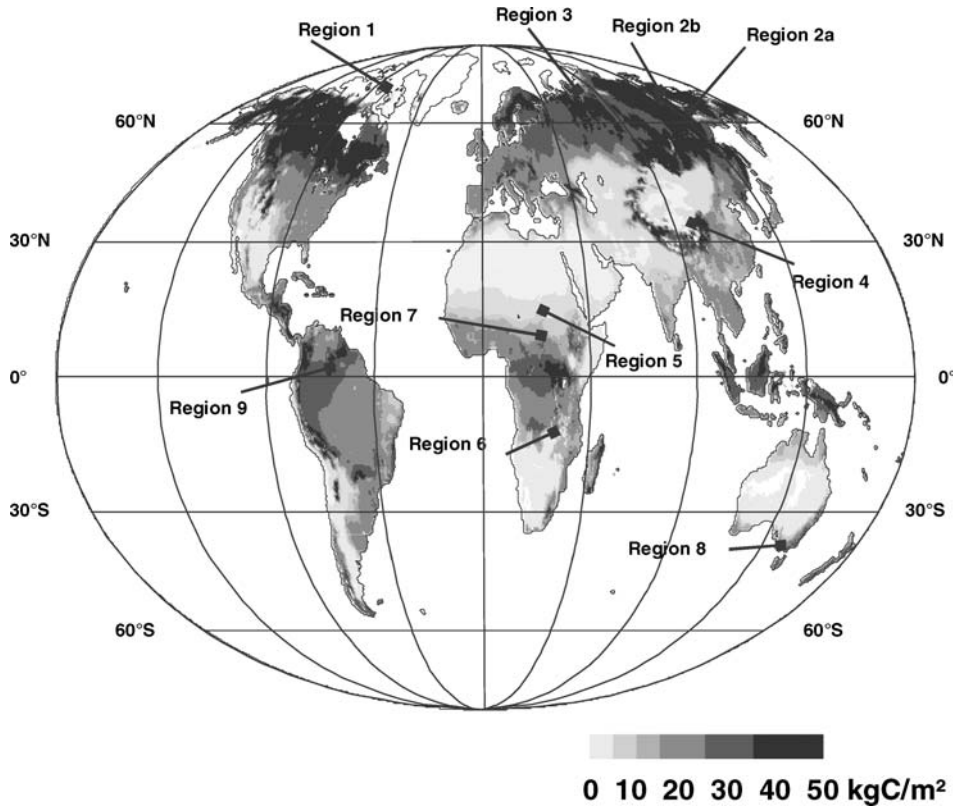 Region 1
Region 3
Region 2b
Region 2a
60°N
60°N
30°N
30°N
Region 4
Region 7
Region 5
0°
0°
Region 9
Region 6
30°S
30°S
Region 8
60°S
60°S
0 10 20 30 40 50 kgC/m²